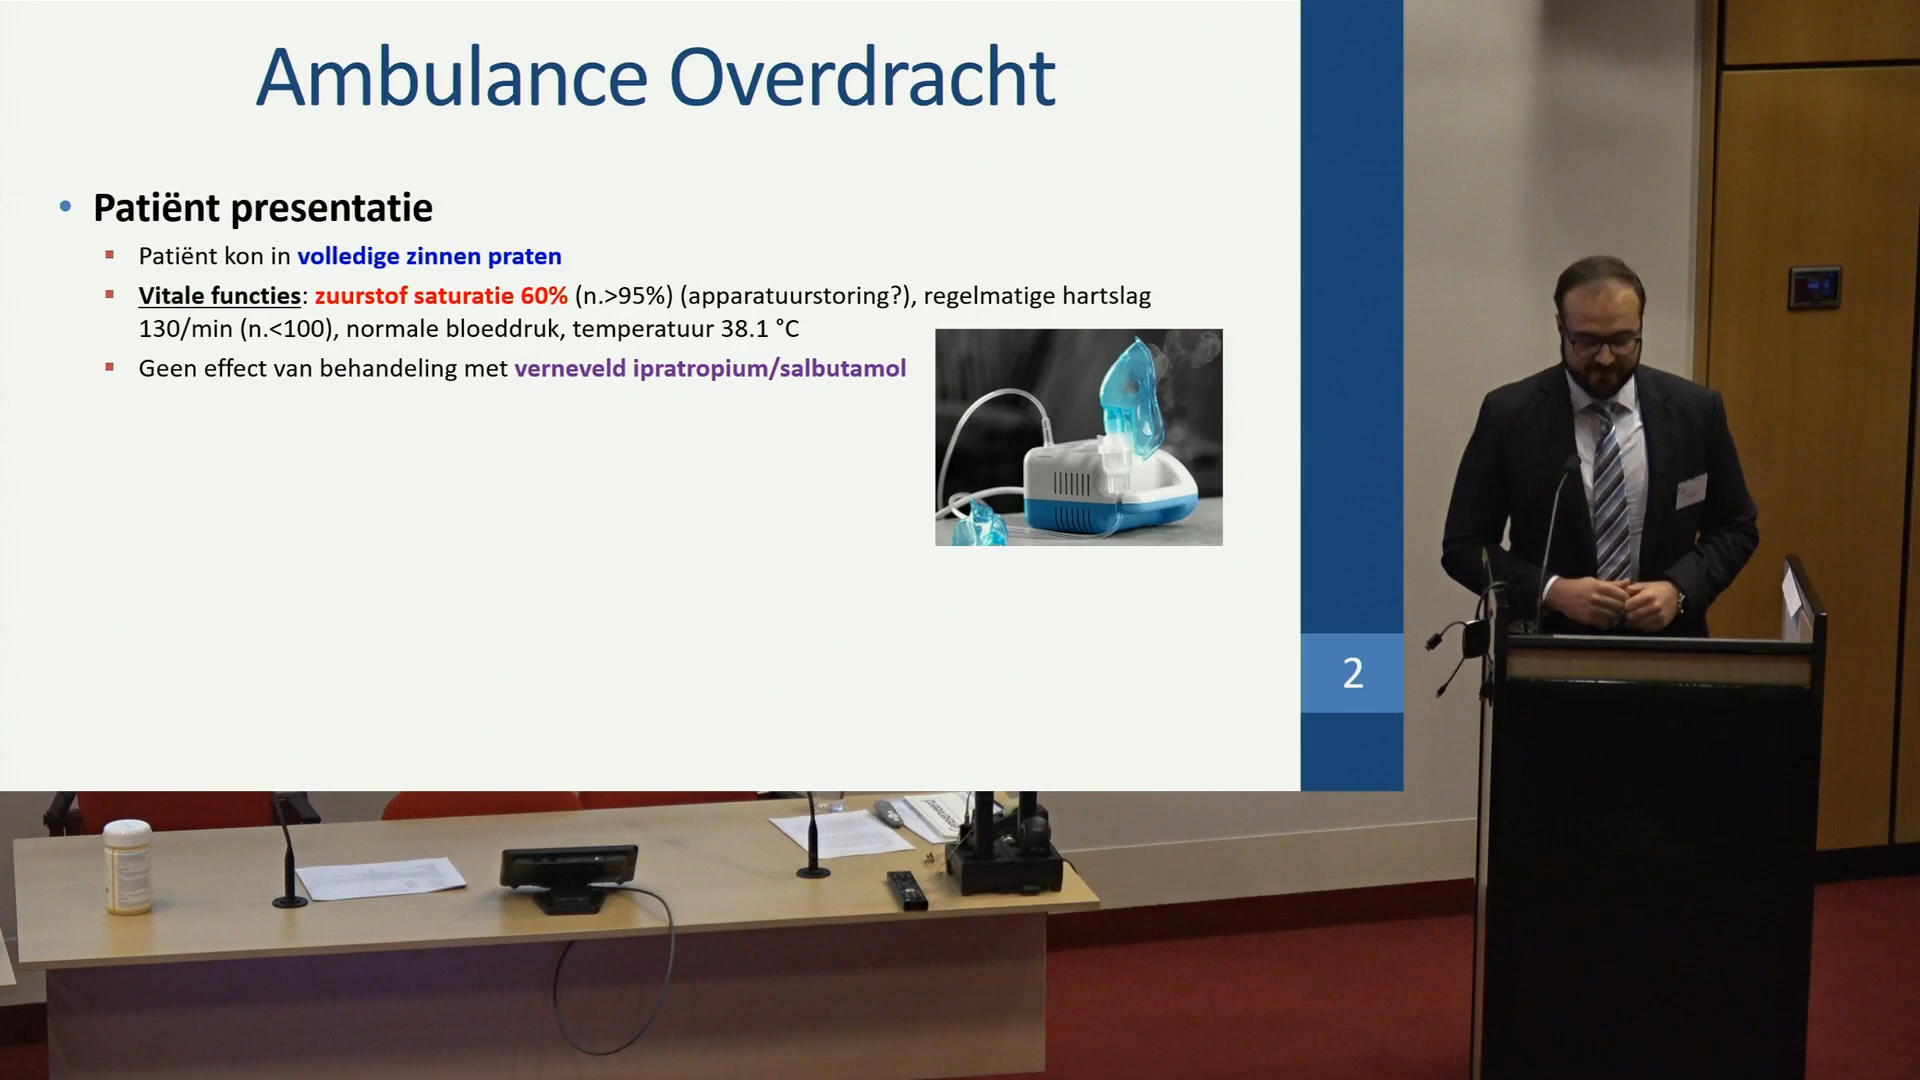 Ambulance Overdracht
• Patiënt presentatie
▪ Patiënt kon in volledige zinnen praten
▪ Vitale functies: zuurstof saturatie 60% (n.>95%) (apparatuurstoring?), regelmatige hartslag
130/min (n.<100), normale bloeddruk, temperatuur 38.1 °C
▪ Geen effect van behandeling met verneveld ipratropium/salbutamol
2